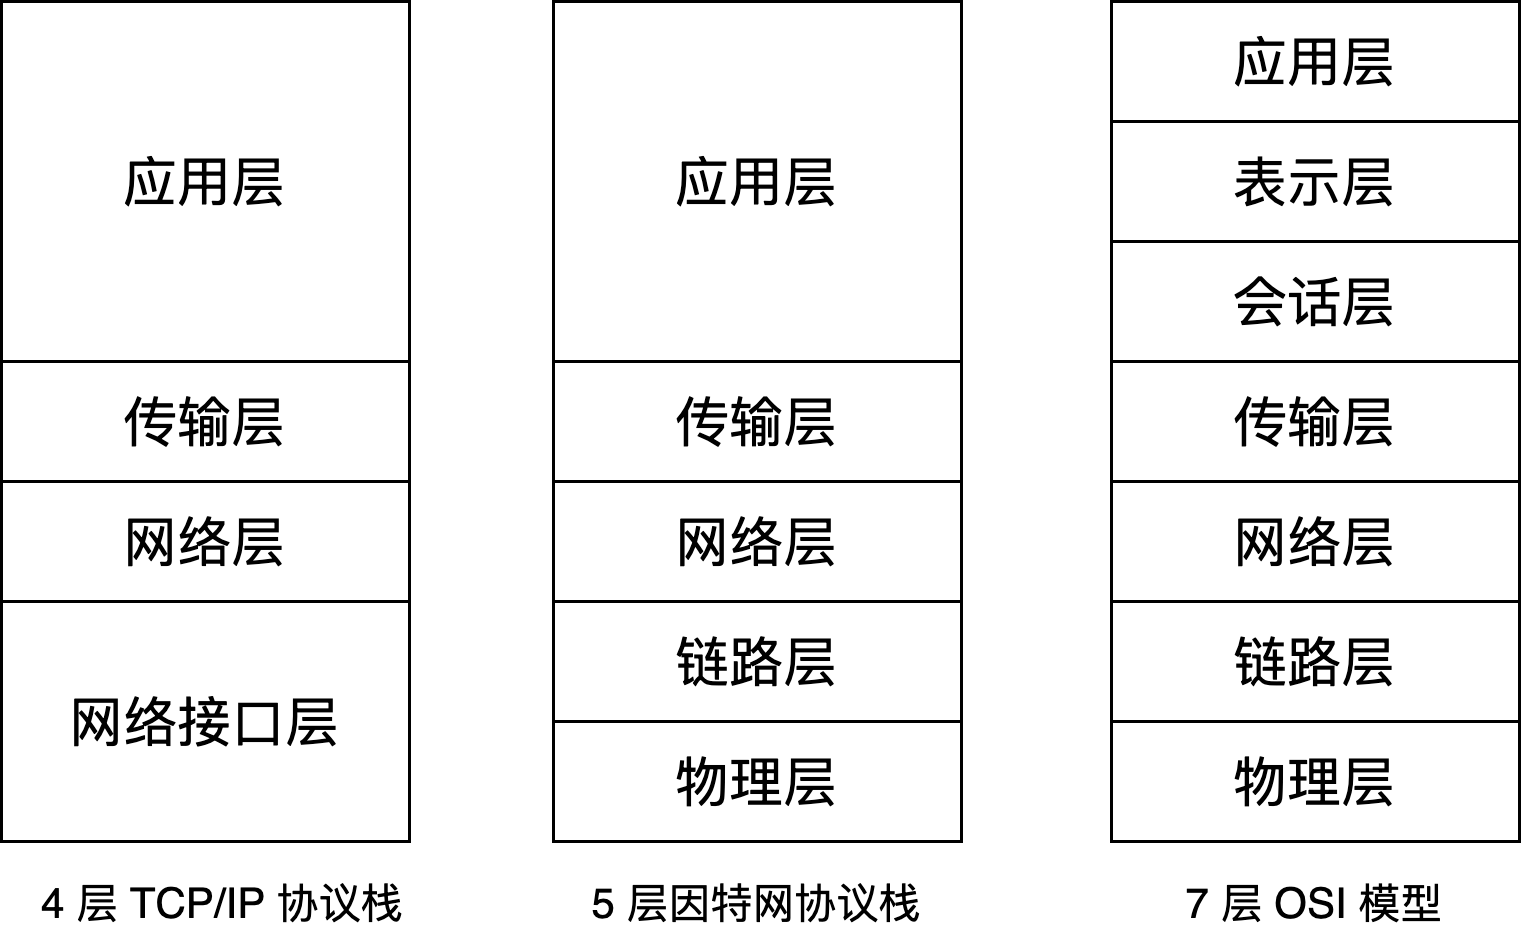 应用层
传输层
网络层
网络接口层
4 层 TCP/IP 协议栈
应用层
传输层
网络层
链路层
物理层
5 层因特网协议栈
应用层
表示层
会话层
传输层
网络层
链路层
物理层
7 层 OSI 模型